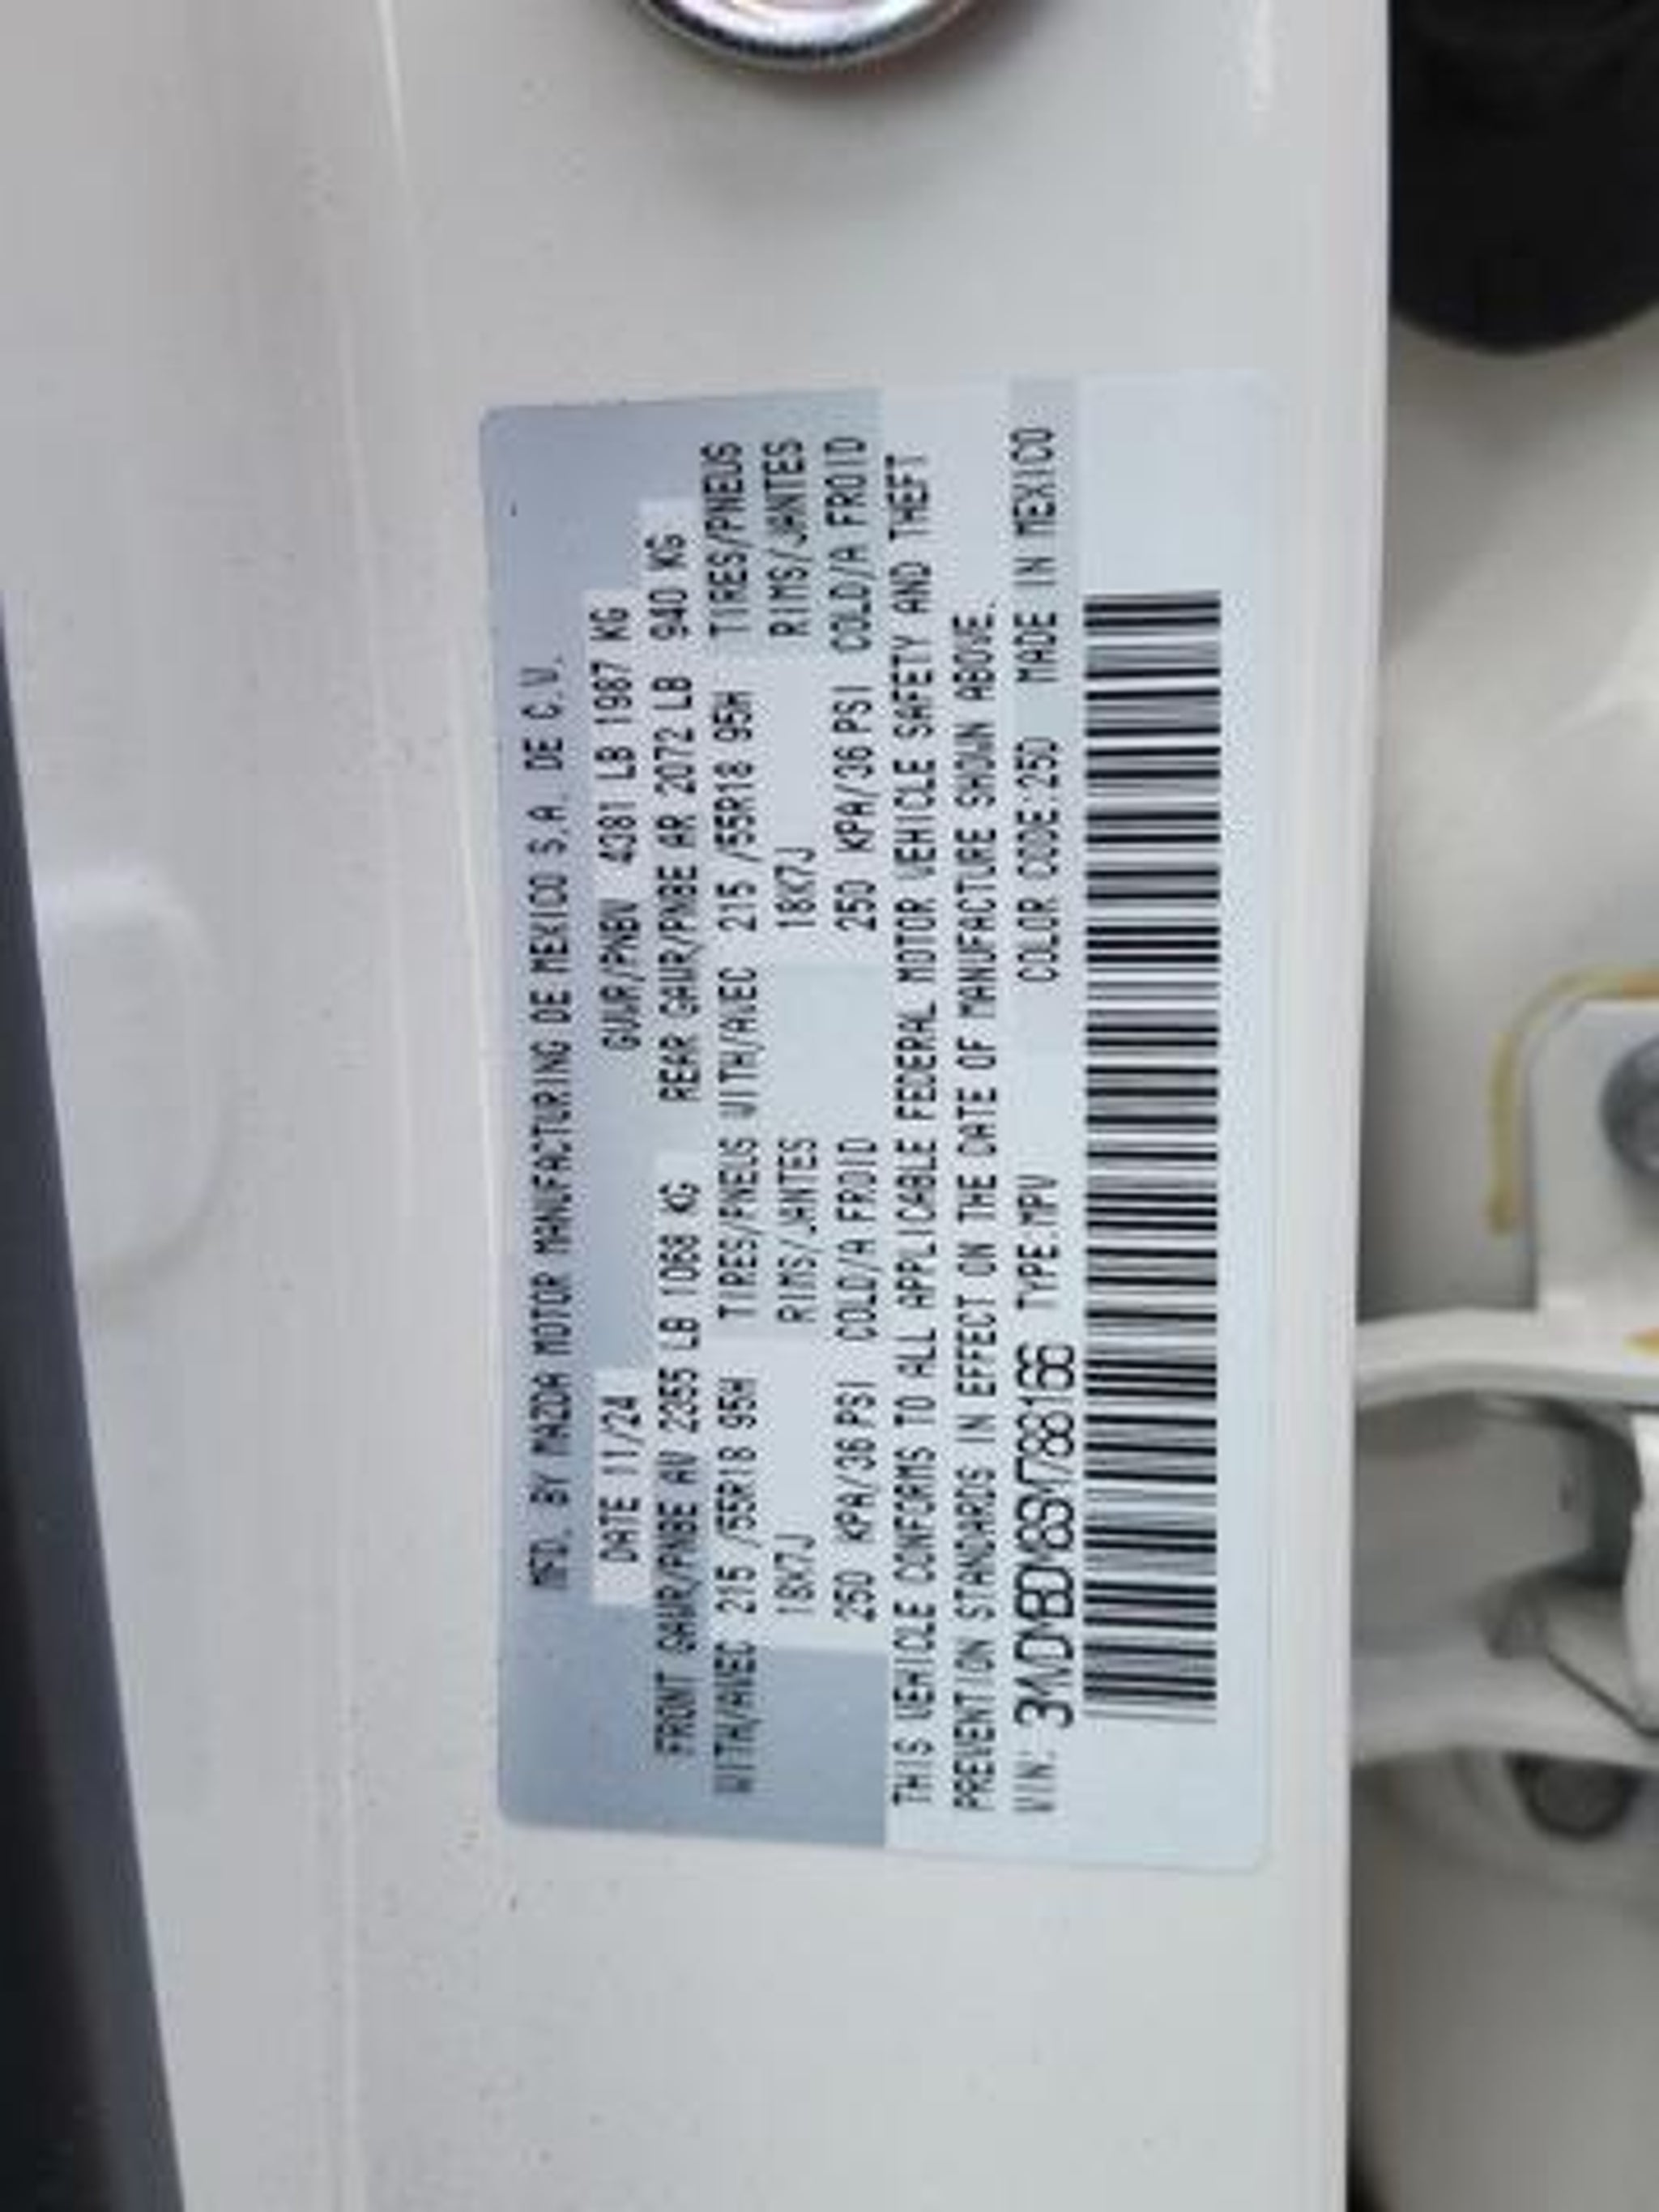 MFD. BY MAZDA MOTOR MANUFACTURING DE MEXICO S.A. DE C.V.
DATE 11/24 GVWR/PNBV 4381 LB 1987 KG
FRONT GAWR/PNBE AV 2355 LB 1068 KG REAR GAWR/PNBE AR 2072 LB 940 KG
WITH/AVEC 215 /55R18 95H TIRES/PNEUS WITH/AVEC 215 /55R18 95H TIRES/PNEUS
18X7J RIMS/JANTES 18X7J RIMS/JANTES
250 KPA/36 PSI COLD/A FROID 250 KPA/36 PSI COLD/A FROID
THIS VEHICLE CONFORMS TO ALL APPLICABLE FEDERAL MOTOR VEHICLE SAFETY AND THEFT
PREVENTION STANDARDS IN EFFECT ON THE DATE OF MANUFACTURE SHOWN ABOVE.
VIN: 3MVDMBDM8SM788166 TYPE:MPV COLOR CODE:25D MADE IN MEXICO